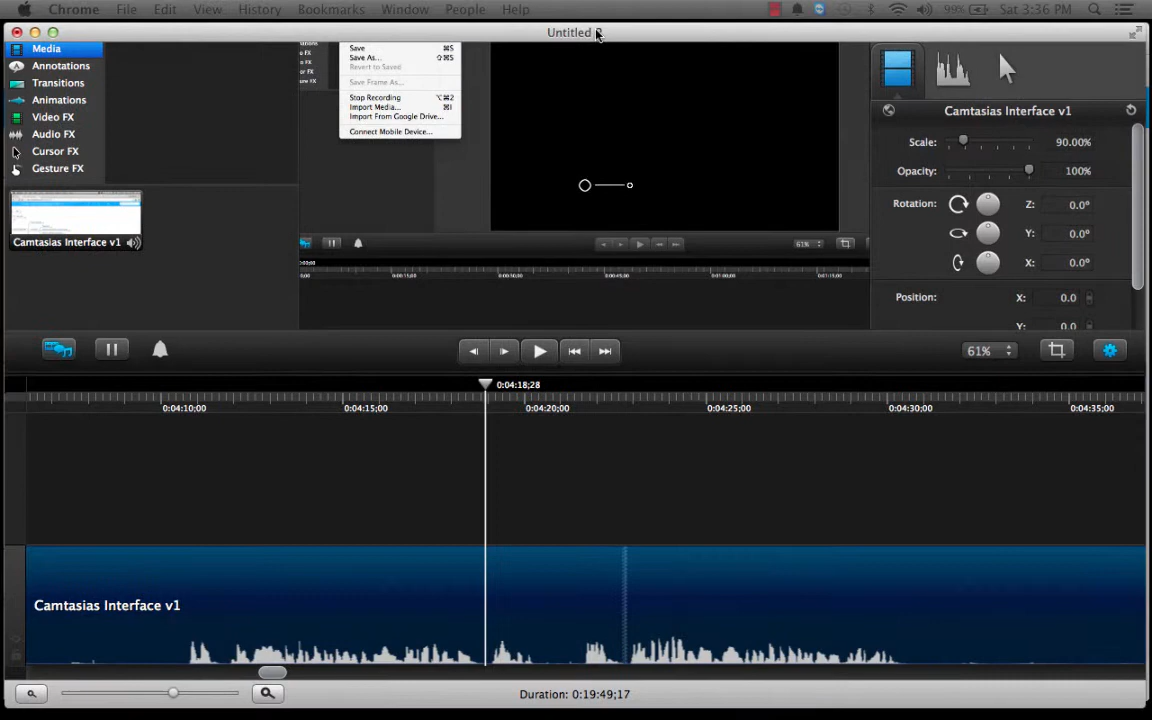 Chrome File Edit View History Bookmarks Window People Help 99% Sat 3:36 PM
Untitled
Media
Annotations
Transitions
Animations
Video FX
Audio FX
Cursor FX
Gesture FX
Camtasias Interface v1
Save ⌘S
Save As... ⇧⌘S
Revert to Saved
Save Frame As...
Stop Recording ⌥⌘2
Import Media... ⌘I
Import From Google Drive...
Connect Mobile Device...
61%
Camtasias Interface v1
Scale: 90.00%
Opacity: 100%
Rotation: Z: 0.0º
Y: 0.0º
X: 0.0º
Position: X: 0.0
Y: 0.0
61%
0:04:18;28
0:04:10;00 0:04:15;00 0:04:20;00 0:04:25;00 0:04:30;00 0:04:35;00
Camtasias Interface v1
Duration: 0:19:49;17